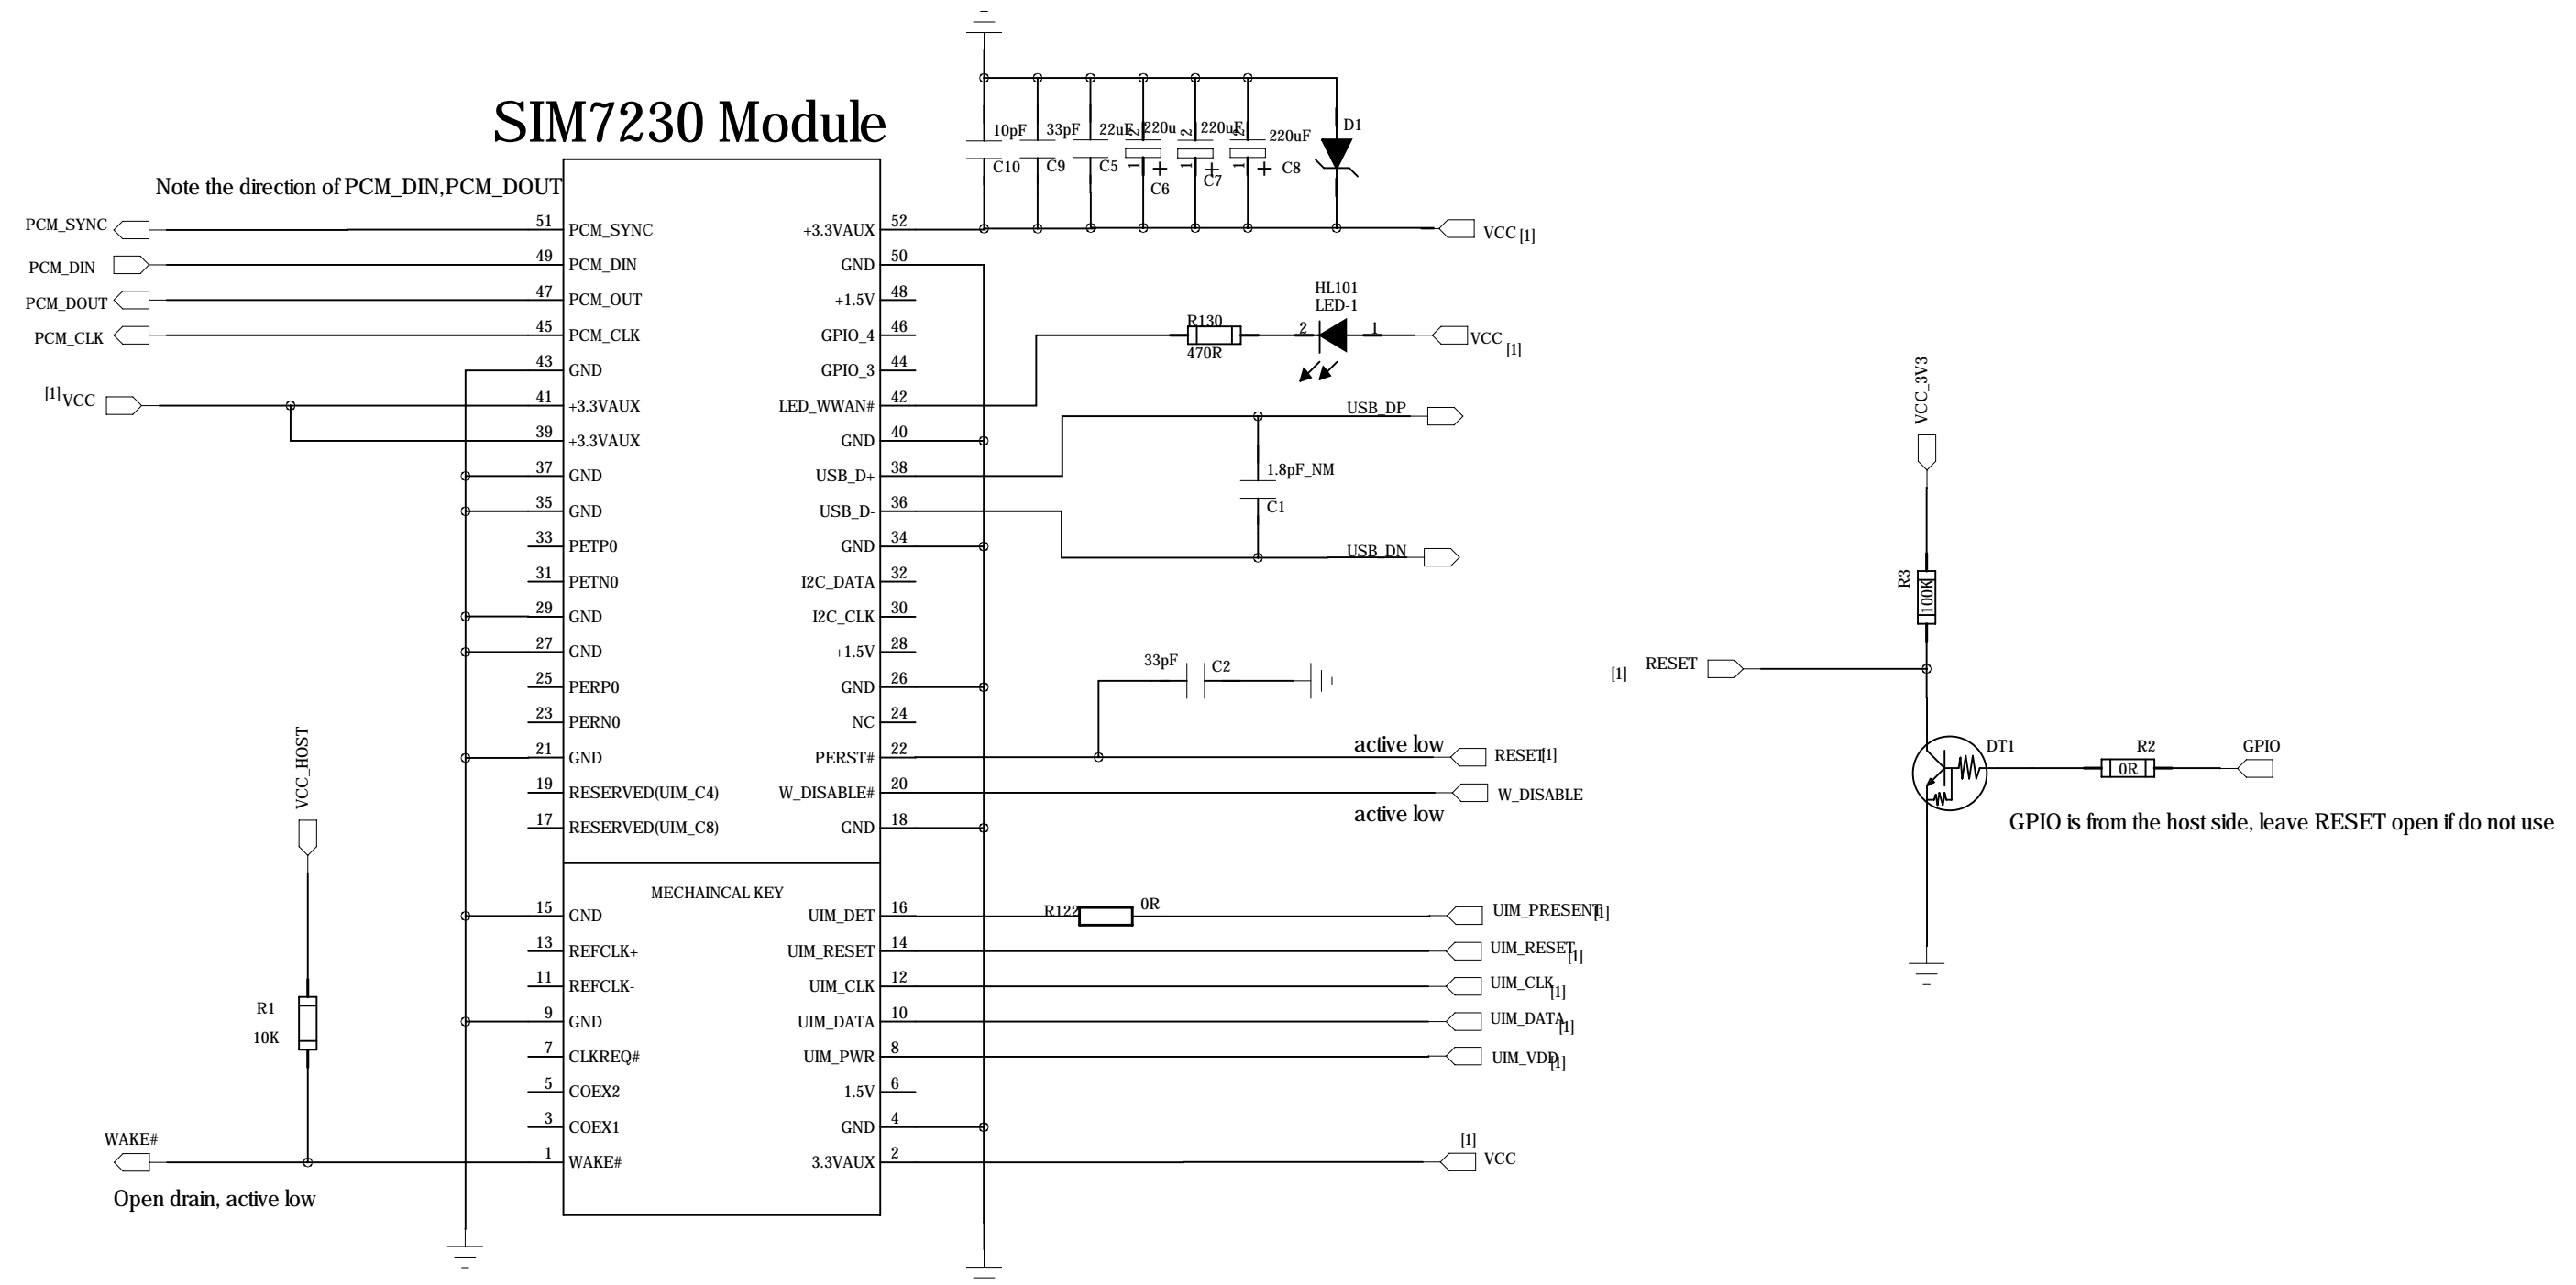 SIM7230 Module
Note the direction of PCM_DIN,PCM_DOUT
10pF
C10
33pF
C9
22uF
C5
2
220u
1
+
C6
2
220uF
1
+
C7
2
220uF
1
+
C8
D1
PCM_SYNC
51
PCM_SYNC
+3.3VAUX
52
VCC
[1]
PCM_DIN
49
PCM_DIN
GND
50
PCM_DOUT
47
PCM_OUT
+1.5V
48
HL101
LED-1
PCM_CLK
45
PCM_CLK
GPIO_4
46
R130
470R
2
1
VCC
[1]
43
GND
GPIO_3
44
[1]
VCC
41
+3.3VAUX
LED_WWAN#
42
USB_DP
39
+3.3VAUX
GND
40
37
GND
USB_D+
38
1.8pF_NM
C1
35
GND
USB_D-
36
33
PETP0
GND
34
USB_DN
31
PETN0
I2C_DATA
32
29
GND
I2C_CLK
30
27
GND
+1.5V
28
33pF
C2
25
PERP0
GND
26
23
PERN0
NC
24
active low
21
GND
PERST#
22
RESET
[1]
19
RESERVED(UIM_C4)
W_DISABLE#
20
W_DISABLE
active low
17
RESERVED(UIM_C8)
GND
18
MECHAINCAL KEY
15
GND
UIM_DET
16
R122
0R
UIM_PRESENT
[1]
13
REFCLK+
UIM_RESET
14
UIM_RESET
[1]
11
REFCLK-
UIM_CLK
12
UIM_CLK
[1]
9
GND
UIM_DATA
10
UIM_DATA
[1]
7
CLKREQ#
UIM_PWR
8
UIM_VDD
[1]
5
COEX2
1.5V
6
3
COEX1
GND
4
WAKE#
1
WAKE#
3.3VAUX
2
[1]
VCC
Open drain, active low
VCC_HOST
R1
10K
VCC_3V3
R3
100K
[1]
RESET
DT1
R2
0R
GPIO
GPIO is from the host side, leave RESET open if do not use